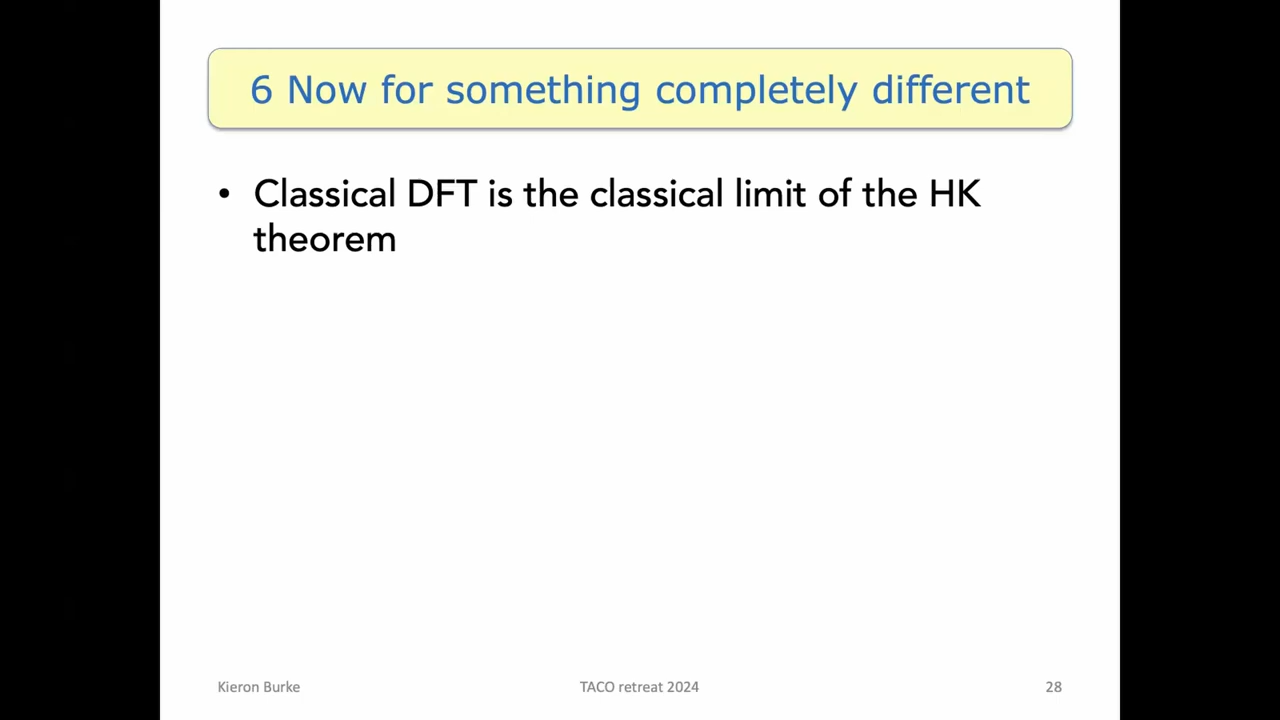 6 Now for something completely different
• Classical DFT is the classical limit of the HK
theorem
Kieron Burke
TACO retreat 2024
28